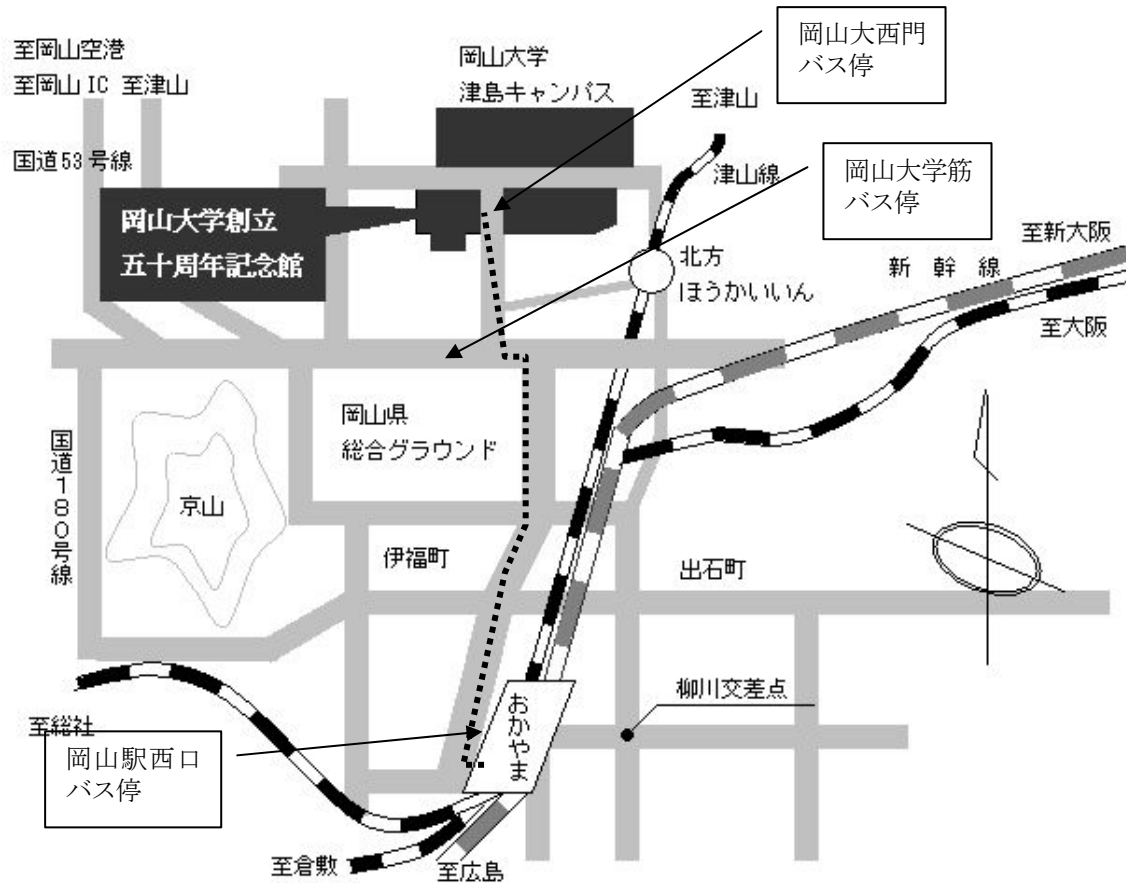 至岡山空港
至岡山IC 至津山
国道53号線
岡山大学
津島キャンパス
岡山大西門
バス停
至津山
津山線
岡山大学筋
バス停
岡山大学創立
五十周年記念館
北方
ほうかいいん
新幹線
至新大阪
至大阪
岡山県
総合グラウンド
国道180号線
京山
伊福町
出石町
柳川交差点
おかやま
至総社
岡山駅西口
バス停
至倉敷
至広島